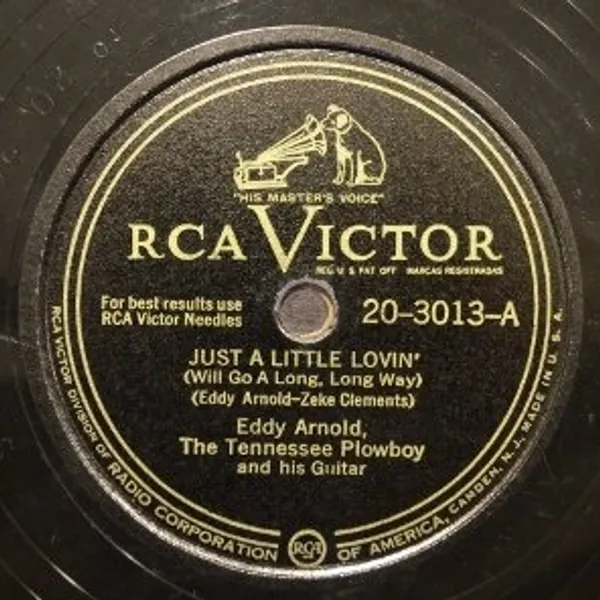 "HIS MASTER'S VOICE"
RCA VICTOR
REG. U S PAT OFF MARCAS REGISTRADAS
For best results use
RCA Victor Needles
20-3013-A
JUST A LITTLE LOVIN'
(Will Go A Long, Long Way)
(Eddy Arnold-Zeke Clements)
Eddy Arnold,
The Tennessee Plowboy
and his Guitar
RCA VICTOR DIVISION OF RADIO CORPORATION RCA OF AMERICA, CAMDEN, N.J. MADE IN U.S.A.